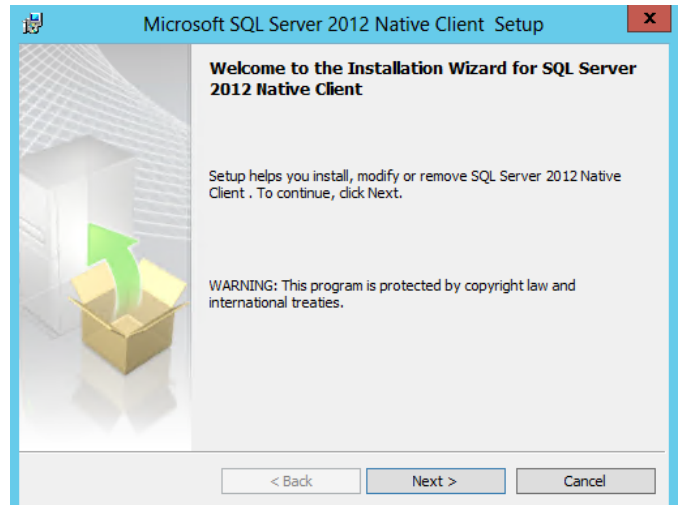 Microsoft SQL Server 2012 Native Client Setup
x
Welcome to the Installation Wizard for SQL Server
2012 Native Client
Setup helps you install, modify or remove SQL Server 2012 Native
Client . To continue, click Next.
WARNING: This program is protected by copyright law and
international treaties.
< Back Next > Cancel